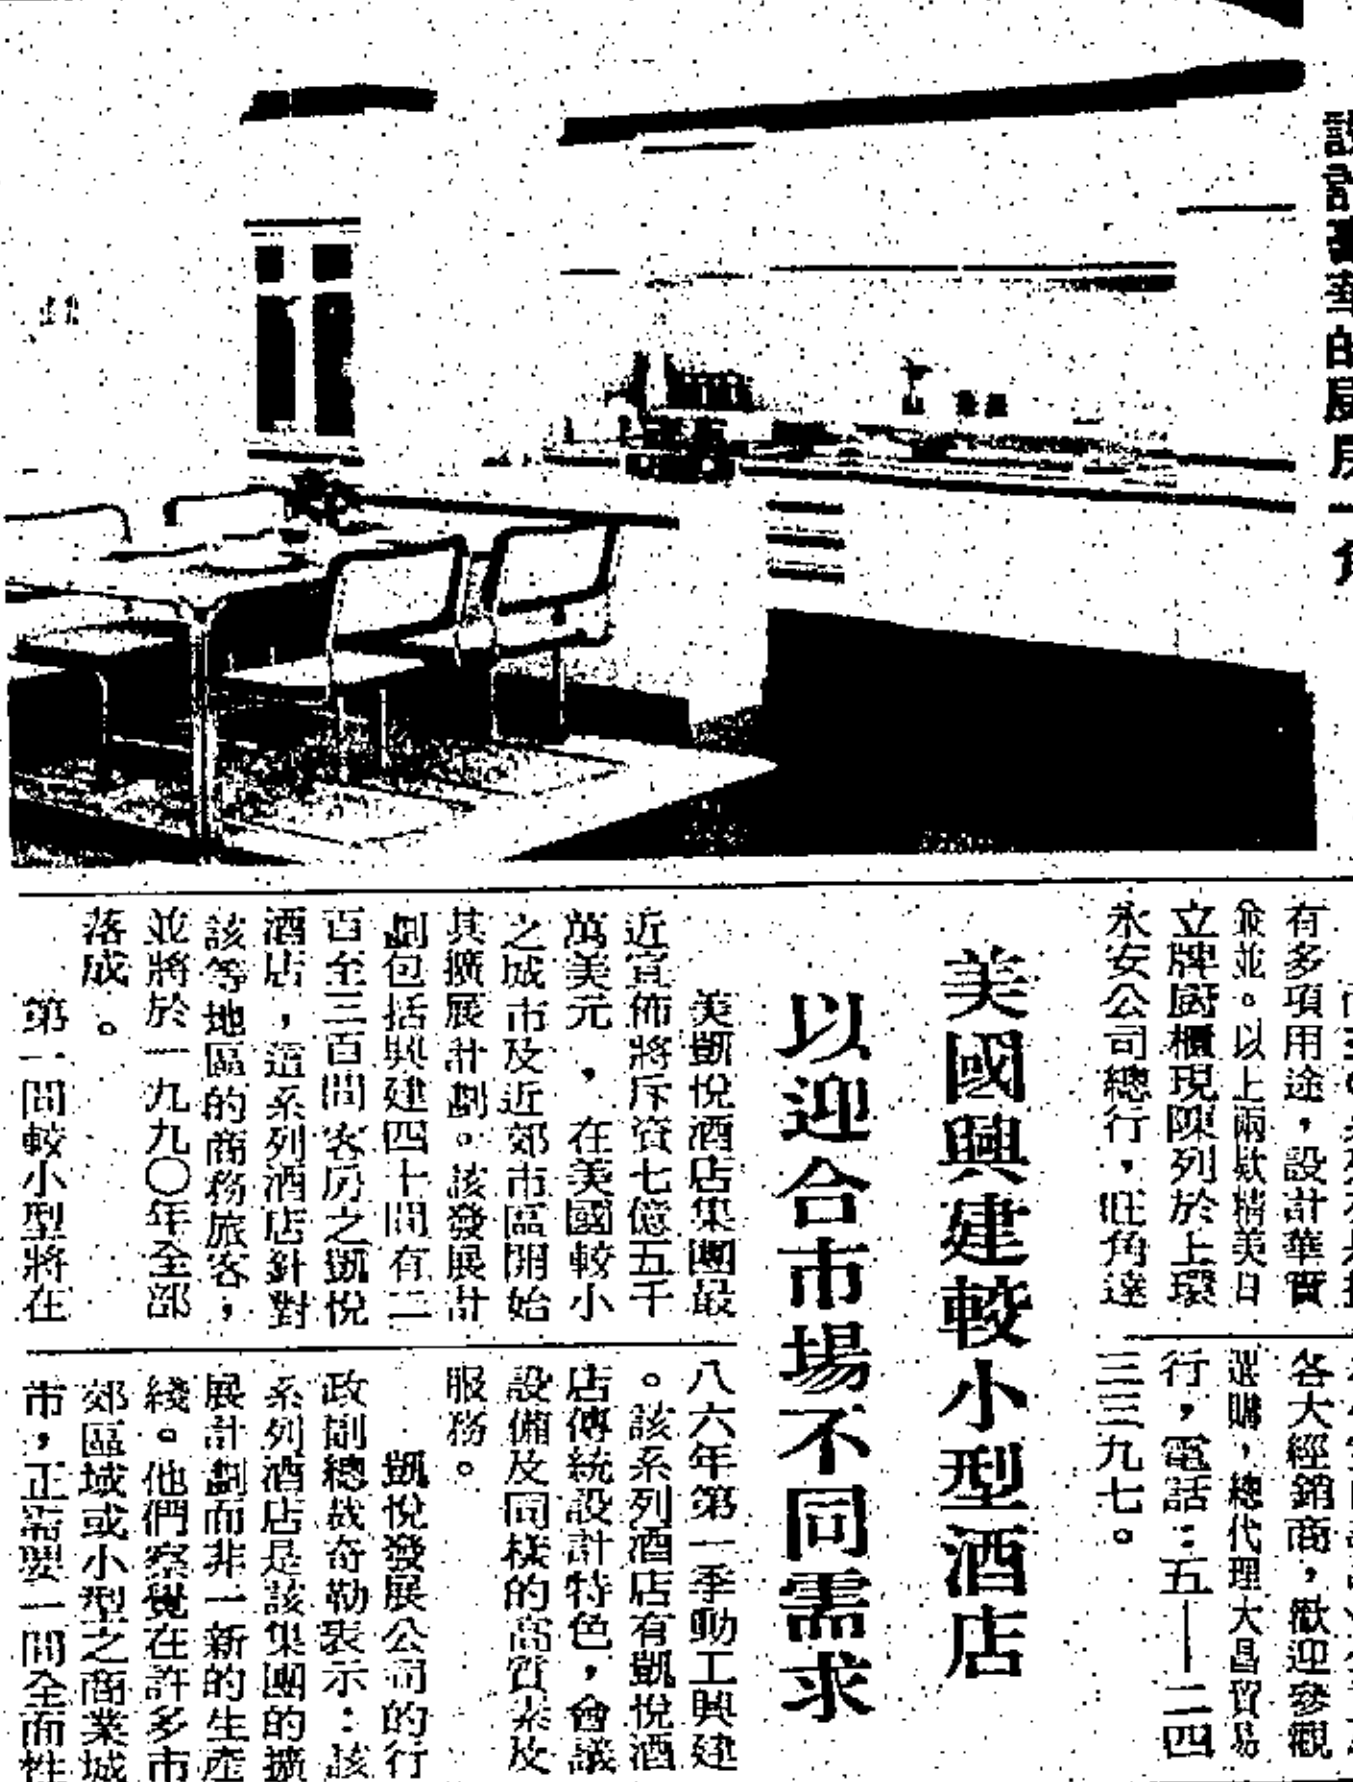 設計豪華的廚房一角
有多項用途，設計華實
兼並。以上兩款精美日
立牌廚櫃現陳列於上環
永安公司總行，旺角達
各大經銷商，歡迎參觀
選購，總代理大昌貿易
行，電話：五——二四
三三九七。
美國興建較小型酒店
以迎合市場不同需求
美凱悅酒店集團最
近宣佈將斥資七億五千
萬美元，在美國較小
之城市及近郊市區開始
其擴展計劃。該發展計
劃包括興建四十間有二
百至三百間客房之凱悅
酒店，這系列酒店針對
該等地區的商務旅客；
並將於一九九〇年全部
落成。
第一間較小型將在
八六年第一季動工興建
。該系列酒店有凱悅酒
店傳統設計特色，會議
設備及同樣的高質素及
服務。
凱悅發展公司的行
政副總裁奇勒表示：該
系列酒店是該集團的擴
展計劃而非一新的生產
綫。他們察覺在許多市
郊區域或小型之商業城
市，正需要一間全面性